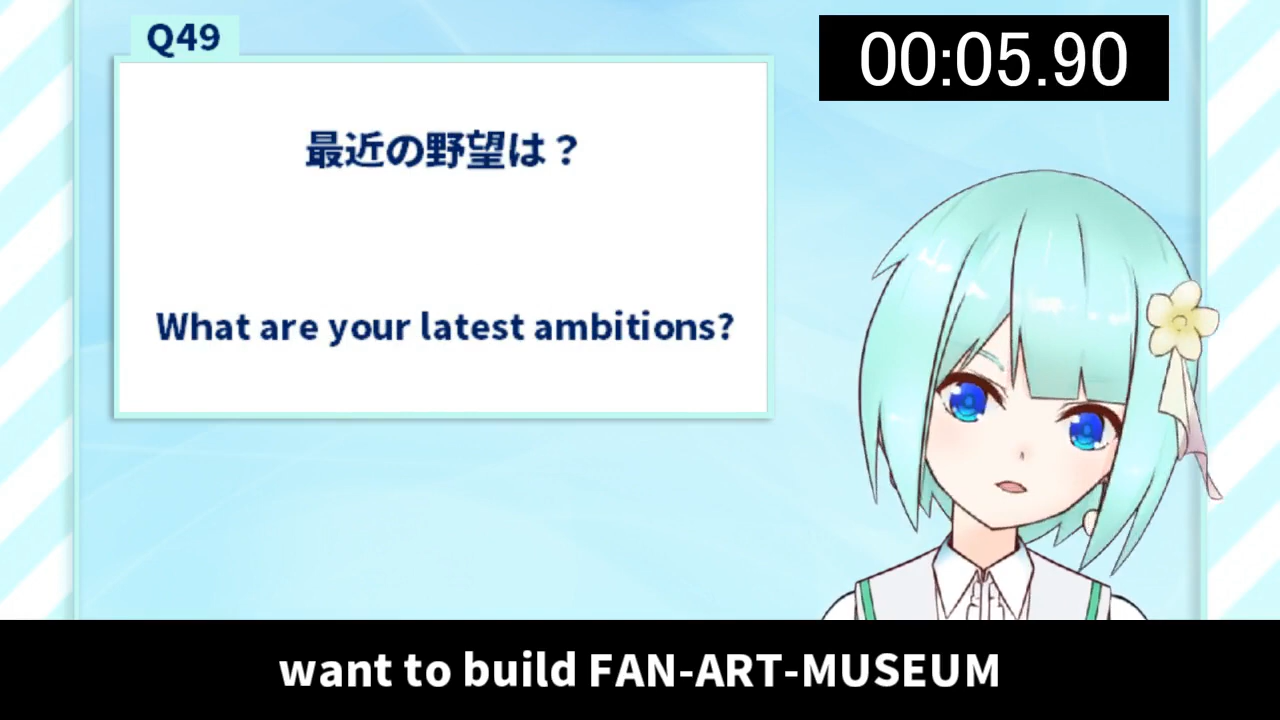 Q49
00:05.90
最近の野望は？
What are your latest ambitions?
want to build FAN-ART-MUSEUM